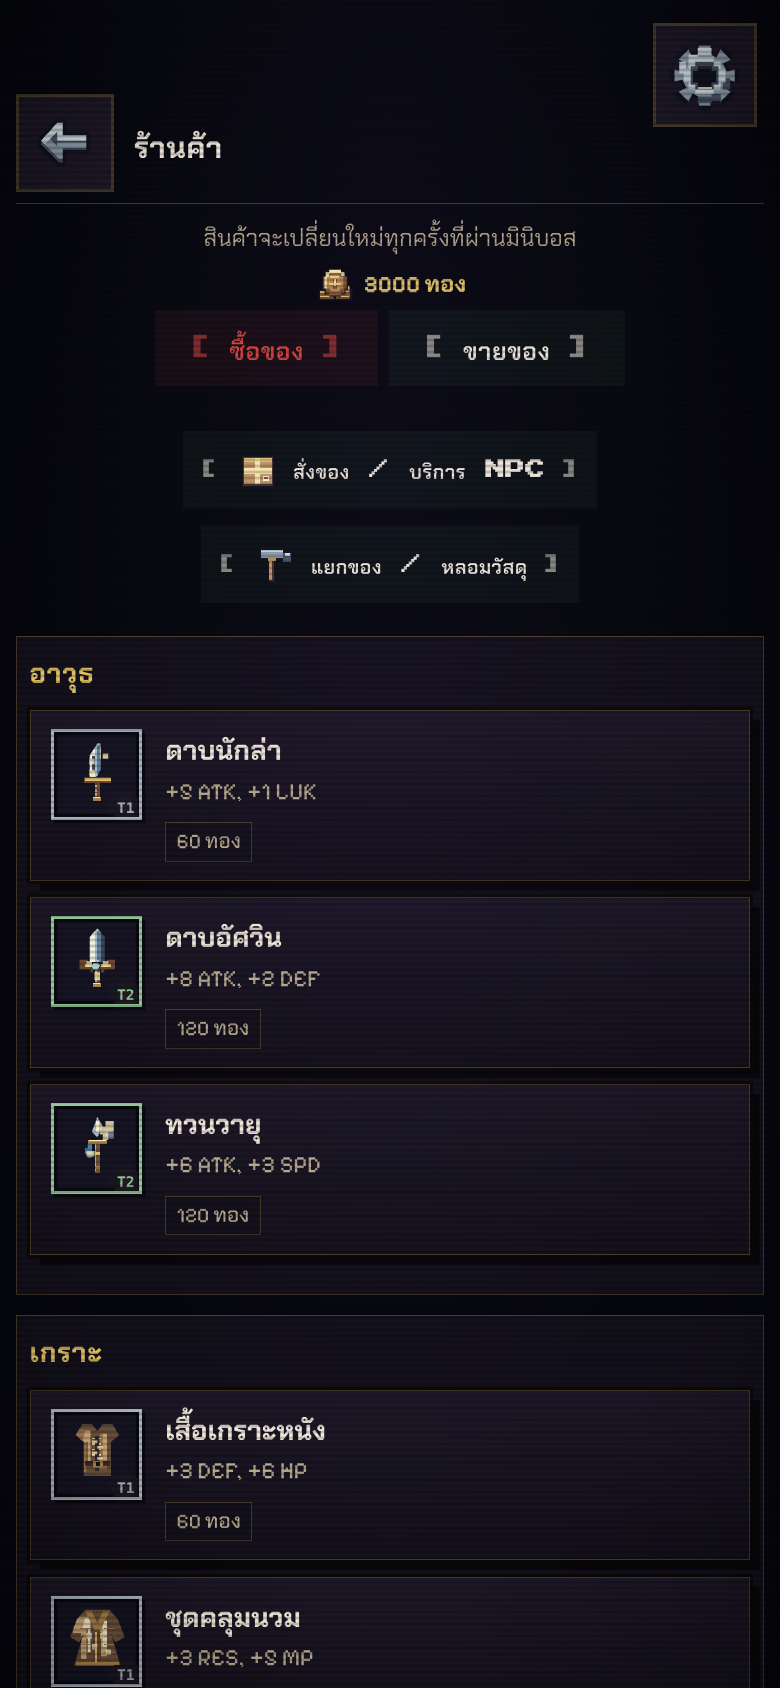 ร้านค้า
สินค้าจะเปลี่ยนใหม่ทุกครั้งที่ผ่านมินิบอส
3000 ทอง
[ ซื้อของ ] [ ขายของ ]
[ สั่งของ / บริการ NPC ]
[ แยกของ / หลอมวัสดุ ]
อาวุธ
ดาบนักล่า
+5 ATK, +1 LUK
T1
60 ทอง
ดาบอัศวิน
+8 ATK, +2 DEF
T2
120 ทอง
ทวนวายุ
+6 ATK, +3 SPD
T2
120 ทอง
เกราะ
เสื้อเกราะหนัง
+3 DEF, +6 HP
T1
60 ทอง
ชุดคลุมนวม
+3 RES, +5 MP
T1